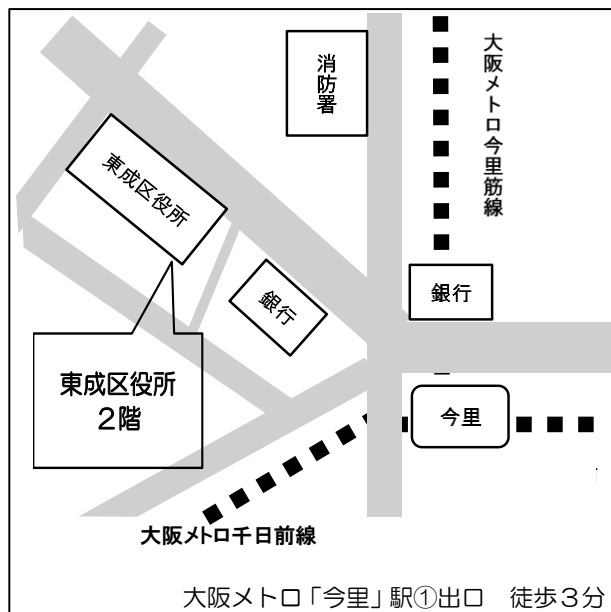 消防署
大阪メトロ今里筋線
東成区役所
銀行
銀行
東成区役所
2階
今里
大阪メトロ千日前線
大阪メトロ「今里」駅①出口　徒歩3分